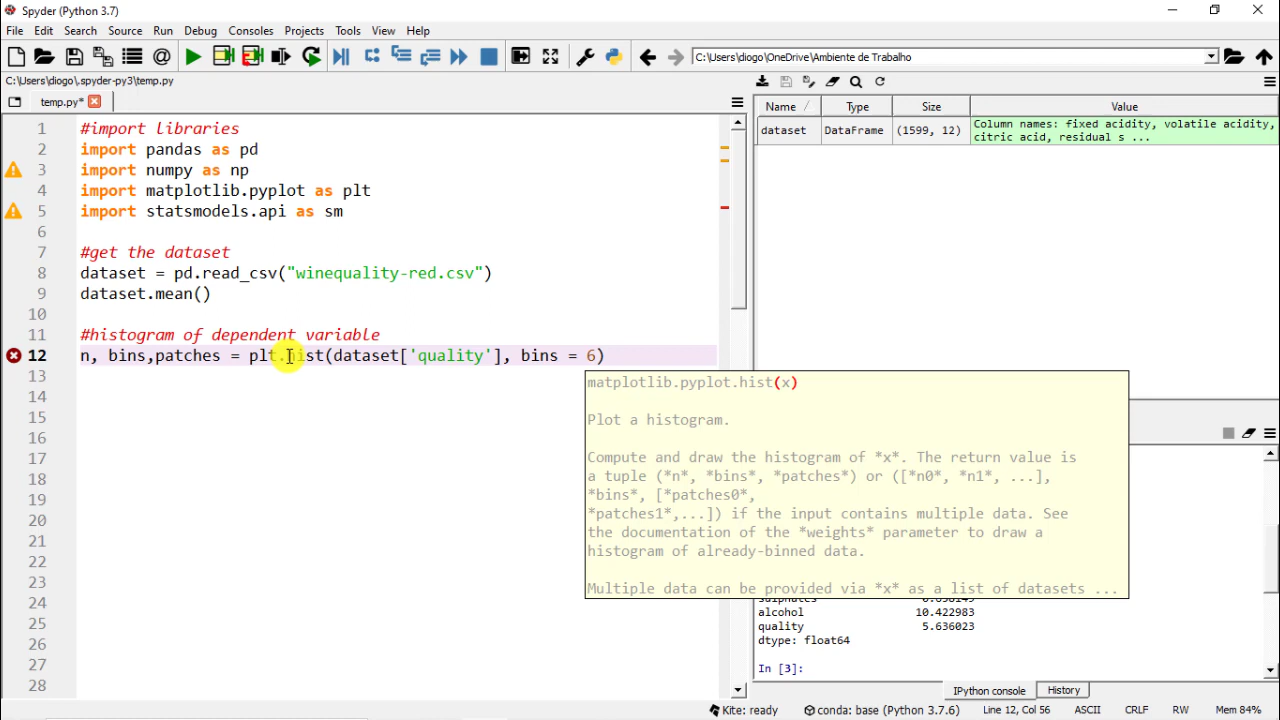 Spyder (Python 3.7)
File Edit Search Source Run Debug Consoles Projects Tools View Help
C:\Users\diogo\OneDrive\Ambiente de Trabalho
C:\Users\diogo\.spyder-py3\temp.py
temp.py*
1 #import libraries
2 import pandas as pd
3 import numpy as np
4 import matplotlib.pyplot as plt
5 import statsmodels.api as sm
6
7 #get the dataset
8 dataset = pd.read_csv("winequality-red.csv")
9 dataset.mean()
10
11 #histogram of dependent variable
12 n, bins,patches = plt.hist(dataset['quality'], bins = 6)
13
14
15
16
17
18
19
20
21
22
23
24
25
26
27
28
matplotlib.pyplot.hist(x)
Plot a histogram.
Compute and draw the histogram of *x*. The return value is
a tuple (*n*, *bins*, *patches*) or ([*n0*, *n1*, ...],
*bins*, [*patches0*,
*patches1*,...]) if the input contains multiple data. See
the documentation of the *weights* parameter to draw a
histogram of already-binned data.
Multiple data can be provided via *x* as a list of datasets ...
Name Type Size Value
dataset DataFrame (1599, 12) Column names: fixed acidity, volatile acidity,
citric acid, residual s ...
alcohol 10.422983
quality 5.636023
dtype: float64
In [3]:
IPython console History
Kite: ready conda: base (Python 3.7.6) Line 12, Col 56 ASCII CRLF RW Mem 84%